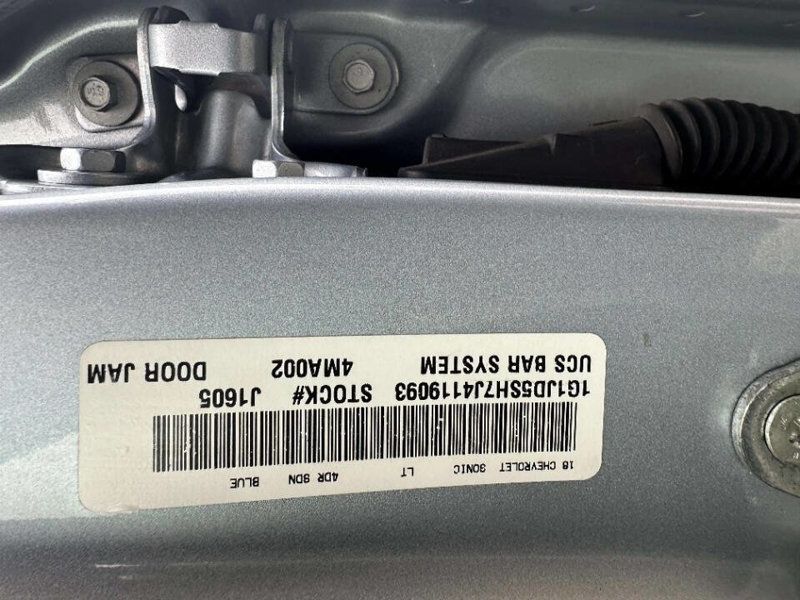 18 CHEVROLET SONIC LT 4DR SDN BLUE
1G1JD5SH7J4119093 STOCK# J1605
UCS BAR SYSTEM 4MA002 DOOR JAM